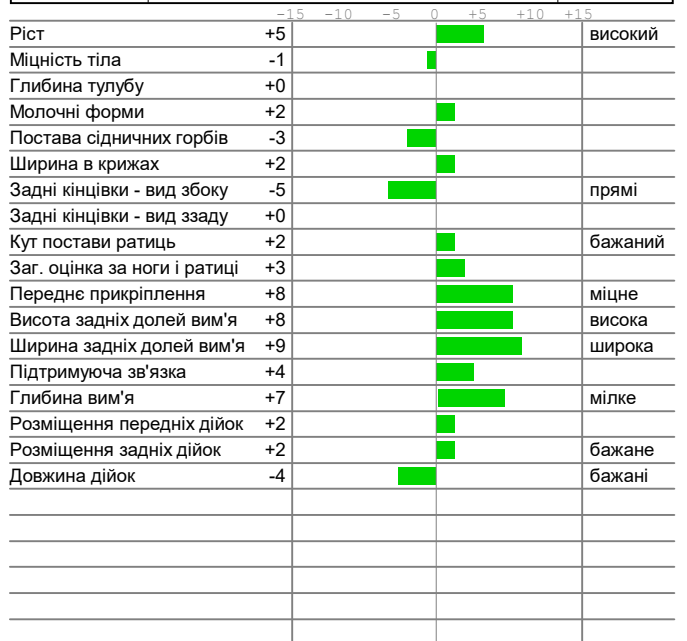 -15 -10 -5 0 +5 +10 +15
Ріст +5 високий
Міцність тіла -1
Глибина тулубу +0
Молочні форми +2
Постава сідничних горбів -3
Ширина в крижах +2
Задні кінцівки - вид збоку -5 прямі
Задні кінцівки - вид ззаду +0
Кут постави ратиць +2 бажаний
Заг. оцінка за ноги і ратиці +3
Переднє прикріплення +8 міцне
Висота задніх долей вим'я +8 висока
Ширина задніх долей вим'я +9 широка
Підтримуюча зв'язка +4
Глибина вим'я +7 мілке
Розміщення передніх дійок +2
Розміщення задніх дійок +2 бажане
Довжина дійок -4 бажані